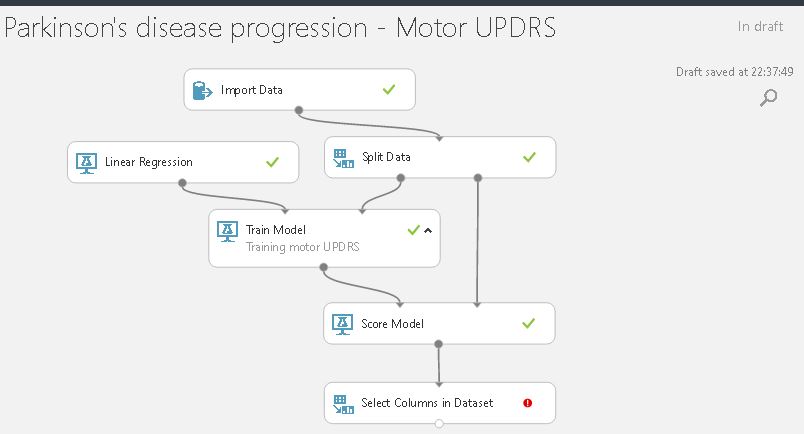 Parkinson's disease progression - Motor UPDRS
In draft
Draft saved at 22:37:49
Import Data
Linear Regression
Split Data
Train Model
Training motor UPDRS
Score Model
Select Columns in Dataset